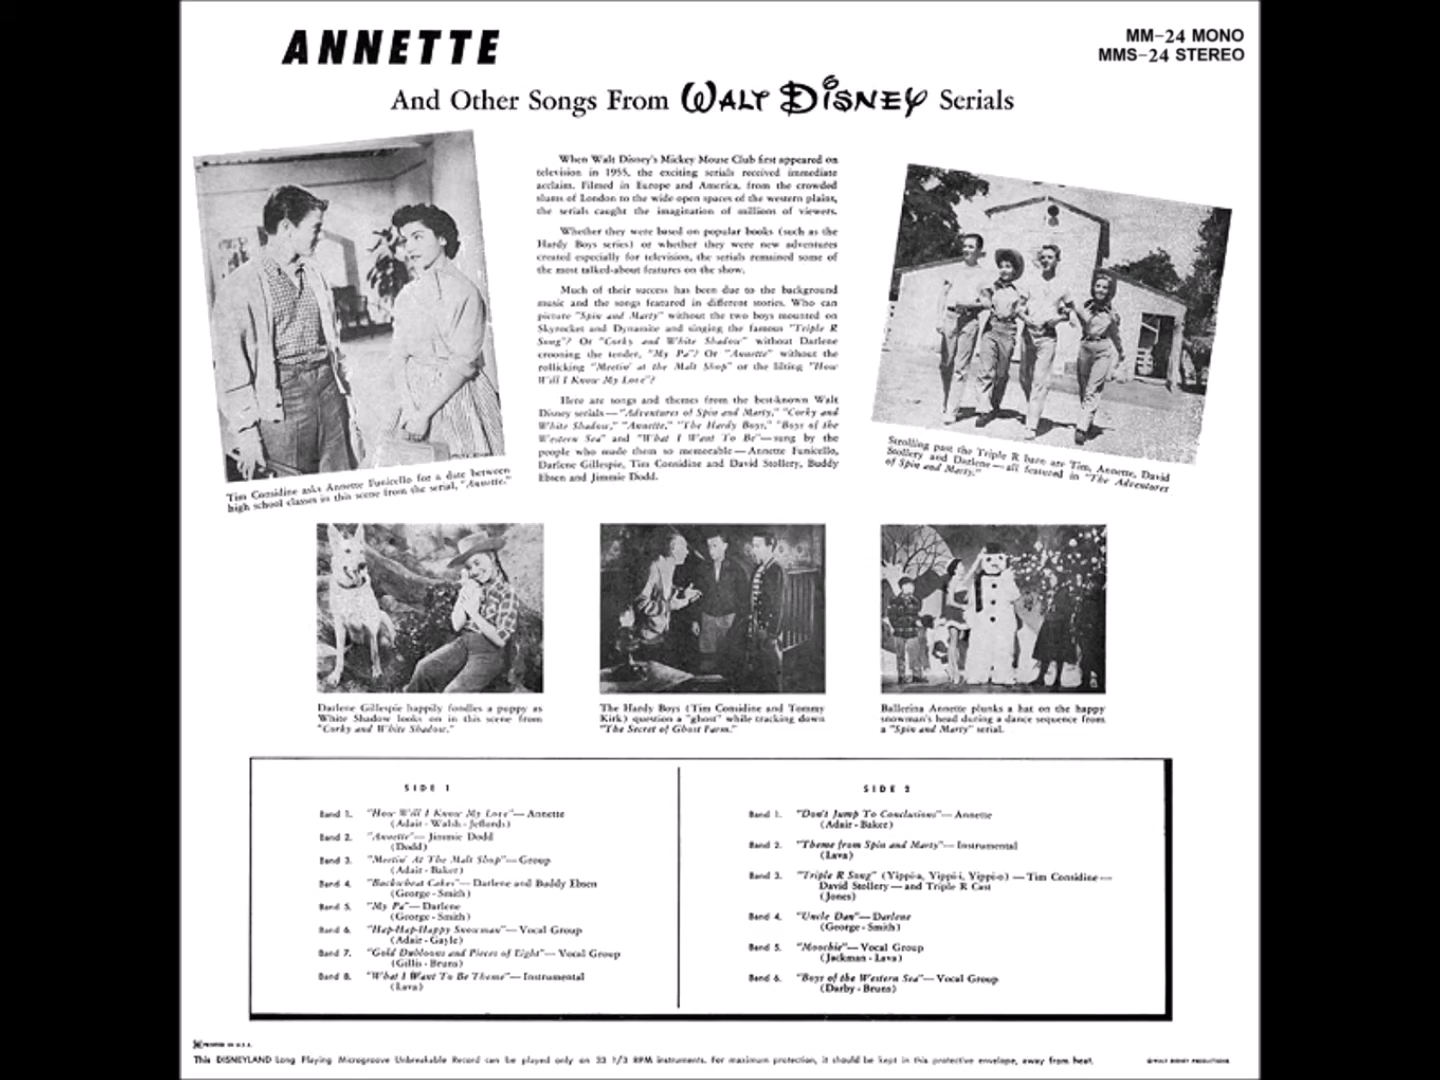 ANNETTE
MM-24 MONO
MMS-24 STEREO
And Other Songs From WALT DISNEY Serials
When Walt Disney's Mickey Mouse Club first appeared on
television in 1955, the exciting serials received immediate
acclaim. Filmed in Europe and America, from the crowded
slums of London to the wide open spaces of the western plains,
the serials caught the imagination of millions of viewers.
Whether they were based on popular books (such as the
Hardy Boys series) or whether they were new adventures
created especially for television, the serials remained some of
the most talked-about features on the show.
Much of their success has been due to the background
music and the songs featured in different stories. Who can
picture "Spin and Marty" without the two boys mounted on
Skyrocket and Dynamite and singing the famous "Triple R
Song"? Or "Corky and White Shadow" without Darlene
crooning the tender, "My Pa"? Or "Annette" without the
rollicking "Meetin' at the Malt Shop" or the lilting "How
Will I Know My Love"?
Here are songs and themes from the best-known Walt
Disney serials—"Adventures of Spin and Marty," "Corky and
White Shadow," "Annette," "The Hardy Boys," "Boys of the
Western Sea" and "What I Want To Be"—sung by the
people who made them so memorable—Annette Funicello,
Darlene Gillespie, Tim Considine and David Stollery, Buddy
Ebsen and Jimmie Dodd.
Tim Considine asks Annette Funicello for a date between
high school classes in this scene from the serial, "Annette."
Strolling past the Triple R barn are Tim, Annette, David
Stollery and Darlene—all featured in "The Adventures
of Spin and Marty."
Darlene Gillespie happily fondles a puppy as
White Shadow looks on in this scene from
"Corky and White Shadow."
The Hardy Boys (Tim Considine and Tommy
Kirk) question a "ghost" while tracking down
"The Secret of Ghost Farm."
Ballerina Annette plunks a hat on the happy
snowman's head during a dance sequence from
a "Spin and Marty" serial.
SIDE 1
Band 1. "How Will I Know My Love"—Annette
(Adair - Walsh - Jeffords)
Band 2. "Annette"—Jimmie Dodd
(Dodd)
Band 3. "Meetin' At The Malt Shop"—Group
(Adair - Baker)
Band 4. "Buckwheat Cakes"—Darlene and Buddy Ebsen
(George - Smith)
Band 5. "My Pa"—Darlene
(George - Smith)
Band 6. "Hap-Hap-Happy Snowman"—Vocal Group
(Adair - Gayle)
Band 7. "Gold Dubloons and Pieces of Eight"—Vocal Group
(Gillis - Bruns)
Band 8. "What I Want To Be Theme"—Instrumental
(Lava)
SIDE 2
Band 1. "Don't Jump To Conclusions"—Annette
(Adair - Baker)
Band 2. "Theme from Spin and Marty"—Instrumental
(Lava)
Band 3. "Triple R Song" (Yippi-a, Yippi-i, Yippi-o)—Tim Considine—
David Stollery—and Triple R Cast
(Jones)
Band 4. "Uncle Dan"—Darlene
(George - Smith)
Band 5. "Moochie"—Vocal Group
(Jackman - Lava)
Band 6. "Boys of the Western Sea"—Vocal Group
(Darby - Bruns)
PRINTED IN U.S.A.
This DISNEYLAND Long Playing Microgroove Unbreakable Record can be played only on 33 1/3 RPM instruments. For maximum protection, it should be kept in this protective envelope, away from heat.
©WALT DISNEY PRODUCTIONS